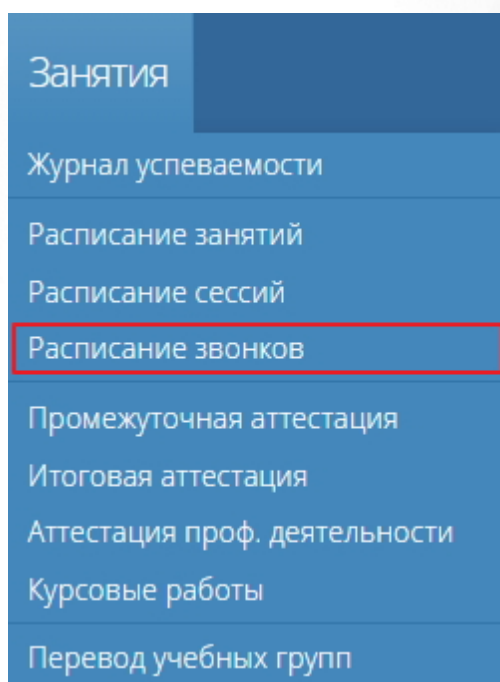 Занятия
Журнал успеваемости
Расписание занятий
Расписание сессий
Расписание звонков
Промежуточная аттестация
Итоговая аттестация
Аттестация проф. деятельности
Курсовые работы
Перевод учебных групп